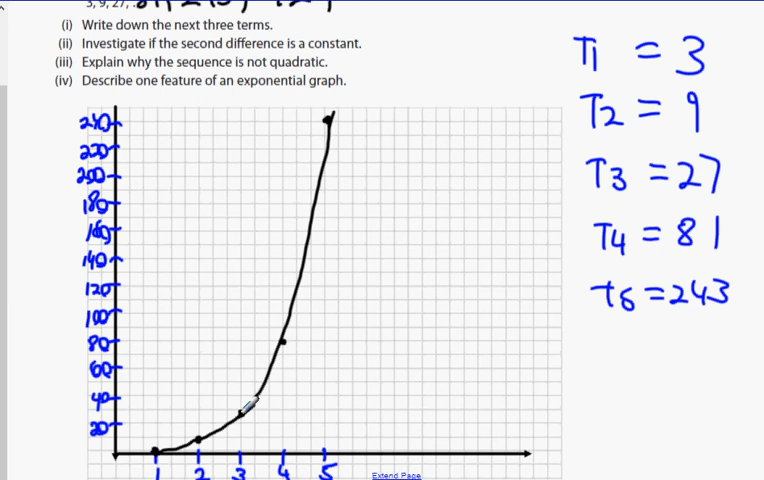 3, 9, 27,
(i) Write down the next three terms.
(ii) Investigate if the second difference is a constant.
(iii) Explain why the sequence is not quadratic.
(iv) Describe one feature of an exponential graph.
T1 = 3
T2 = 9
T3 = 27
T4 = 81
t5 = 243
240
220
200
180
160
140
120
100
80
60
40
20
1 2 3 4 5
Extend Page